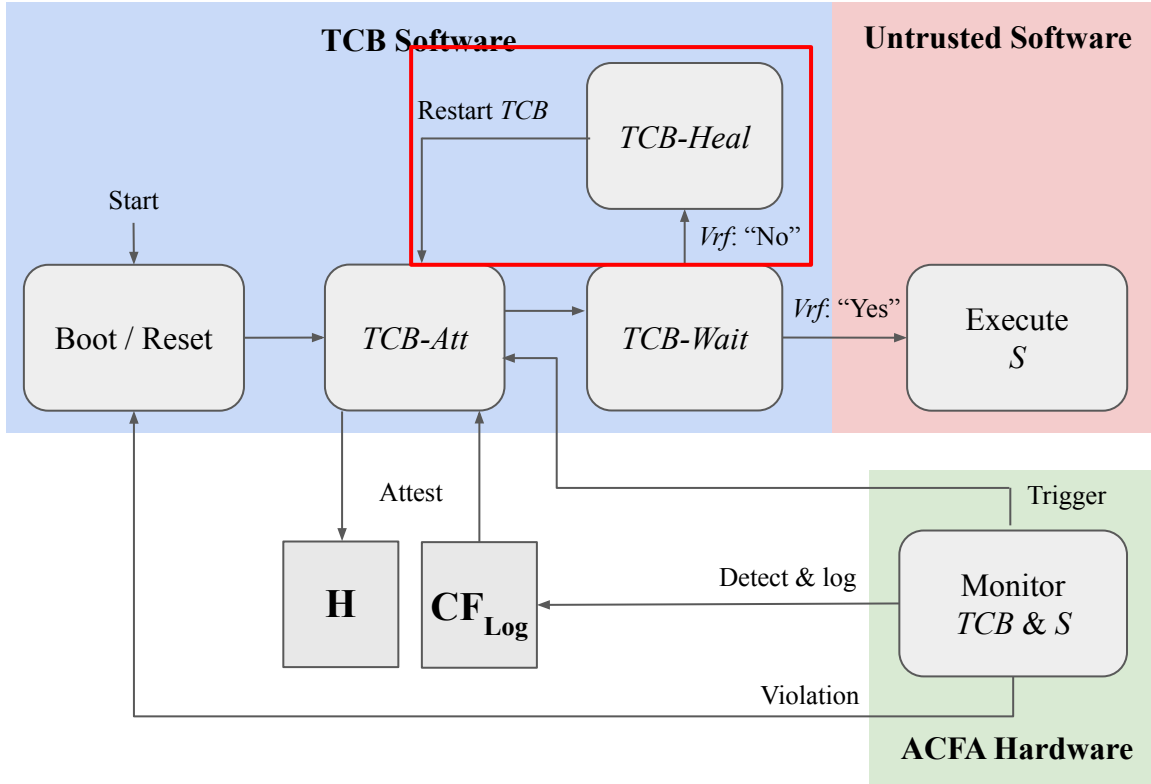 TCB Software
Untrusted Software
Restart TCB
TCB-Heal
Start
Vrf: “No”
Vrf: “Yes”
Boot / Reset
TCB-Att
TCB-Wait
Execute
S
Attest
Trigger
H
CF_Log
Detect & log
Monitor
TCB & S
Violation
ACFA Hardware